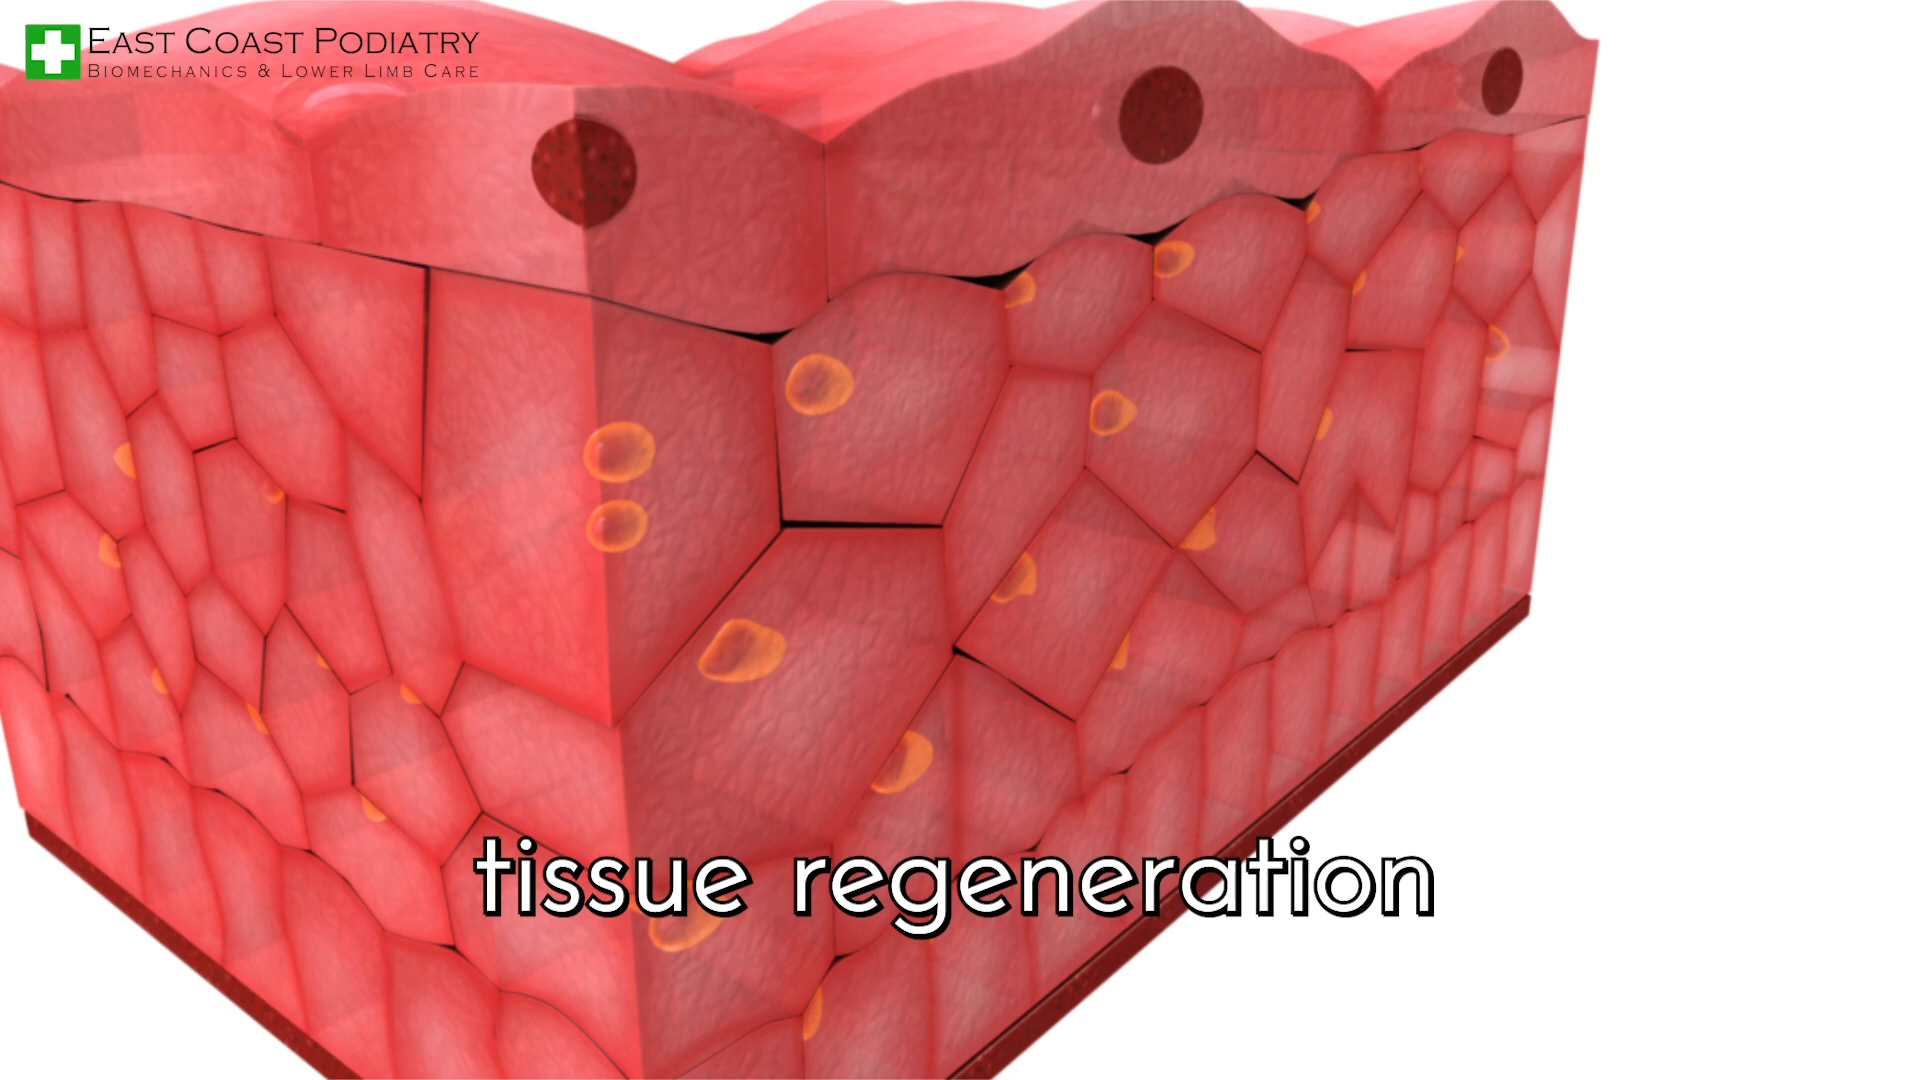 EAST COAST PODIATRY
BIOMECHANICS & LOWER LIMB CARE
tissue regeneration